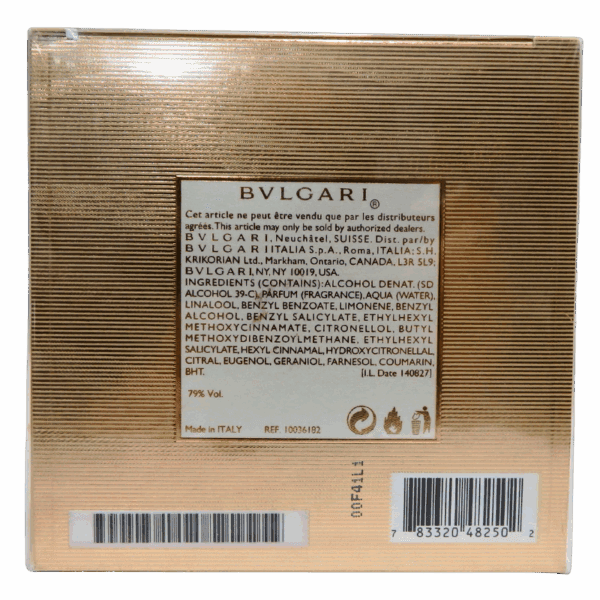 BVLGARI®
Cet article ne peut être vendu que par les distributeurs
agréés. This article may only be sold by authorized dealers.
BVLGARI, Neuchâtel, SUISSE. Dist. par/by
BVLGARI ITALIA S.p.A., Roma, ITALIA; S.H.
KRIKORIAN Ltd., Markham, Ontario, CANADA, L3R 5L9;
BVLGARI, NY, NY 10019, USA.
INGREDIENTS (CONTAINS): ALCOHOL DENAT. (SD
ALCOHOL 39-C), PARFUM (FRAGRANCE), AQUA (WATER),
LINALOOL, BENZYL BENZOATE, LIMONENE, BENZYL
ALCOHOL, BENZYL SALICYLATE, ETHYLHEXYL
METHOXYCINNAMATE, CITRONELLOL, BUTYL
METHOXYDIBENZOYLMETHANE, ETHYLHEXYL
SALICYLATE, HEXYL CINNAMAL, HYDROXYCITRONELLAL,
CITRAL, EUGENOL, GERANIOL, FARNESOL, COUMARIN,
BHT. [I.L. Date 140827]
79% Vol.
Made in ITALY REF. 10036182
00F41L1
7 83320 48250 2